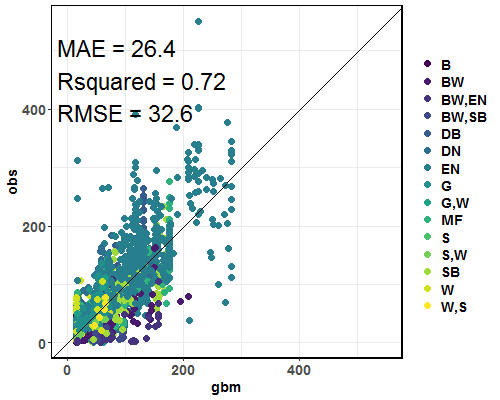 MAE = 26.4
Rsquared = 0.72
RMSE = 32.6
obs
400
200
0
0 200 400
gbm
B
BW
BW,EN
BW,SB
DB
DN
EN
G
G,W
MF
S
S,W
SB
W
W,S